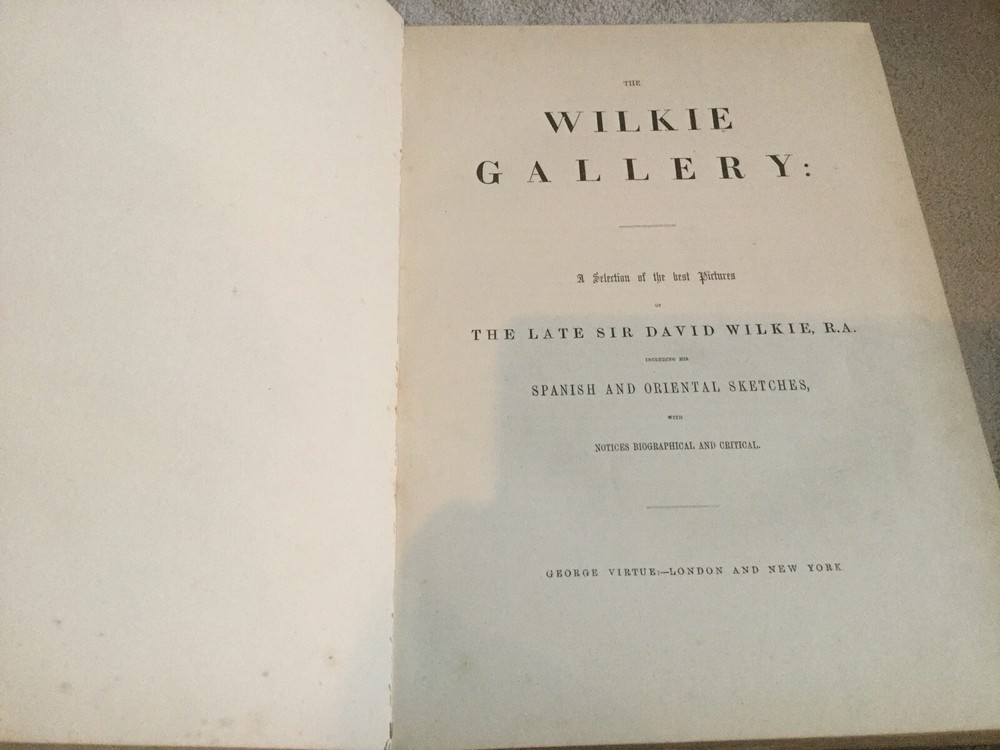 THE
WILKIE
GALLERY:
A Selection of the best Pictures
OF
THE LATE SIR DAVID WILKIE, R.A.
INCLUDING HIS
SPANISH AND ORIENTAL SKETCHES,
WITH
NOTICES BIOGRAPHICAL AND CRITICAL.
GEORGE VIRTUE:—LONDON AND NEW YORK